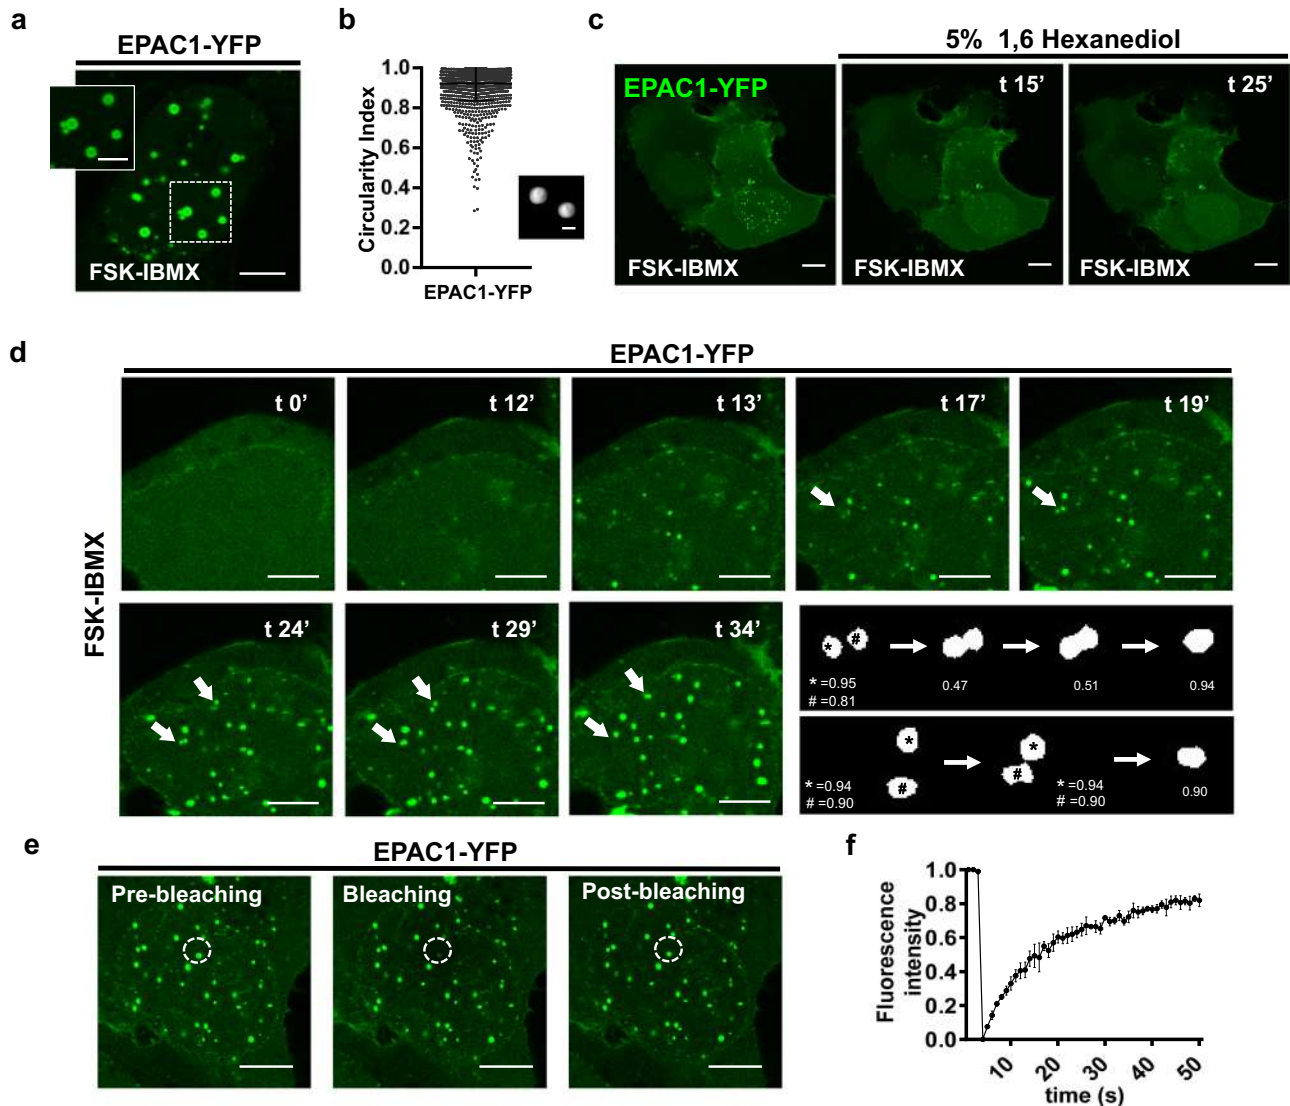 a
EPAC1-YFP
FSK-IBMX
b
Circularity Index
1.0
0.8
0.6
0.4
0.2
0.0
EPAC1-YFP
c
5% 1,6 Hexanediol
EPAC1-YFP
t 15’
t 25’
FSK-IBMX
FSK-IBMX
FSK-IBMX
d
EPAC1-YFP
FSK-IBMX
t 0’
t 12’
t 13’
t 17’
t 19’
t 24’
t 29’
t 34’
* #
* =0.95
# =0.81
0.47
0.51
0.94
*
#
*
#
* =0.94
# =0.90
* =0.94
# =0.90
0.90
e
EPAC1-YFP
Pre-bleaching
Bleaching
Post-bleaching
f
Fluorescence
intensity
1.0
0.8
0.6
0.4
0.2
0.0
10
20
30
40
50
time (s)